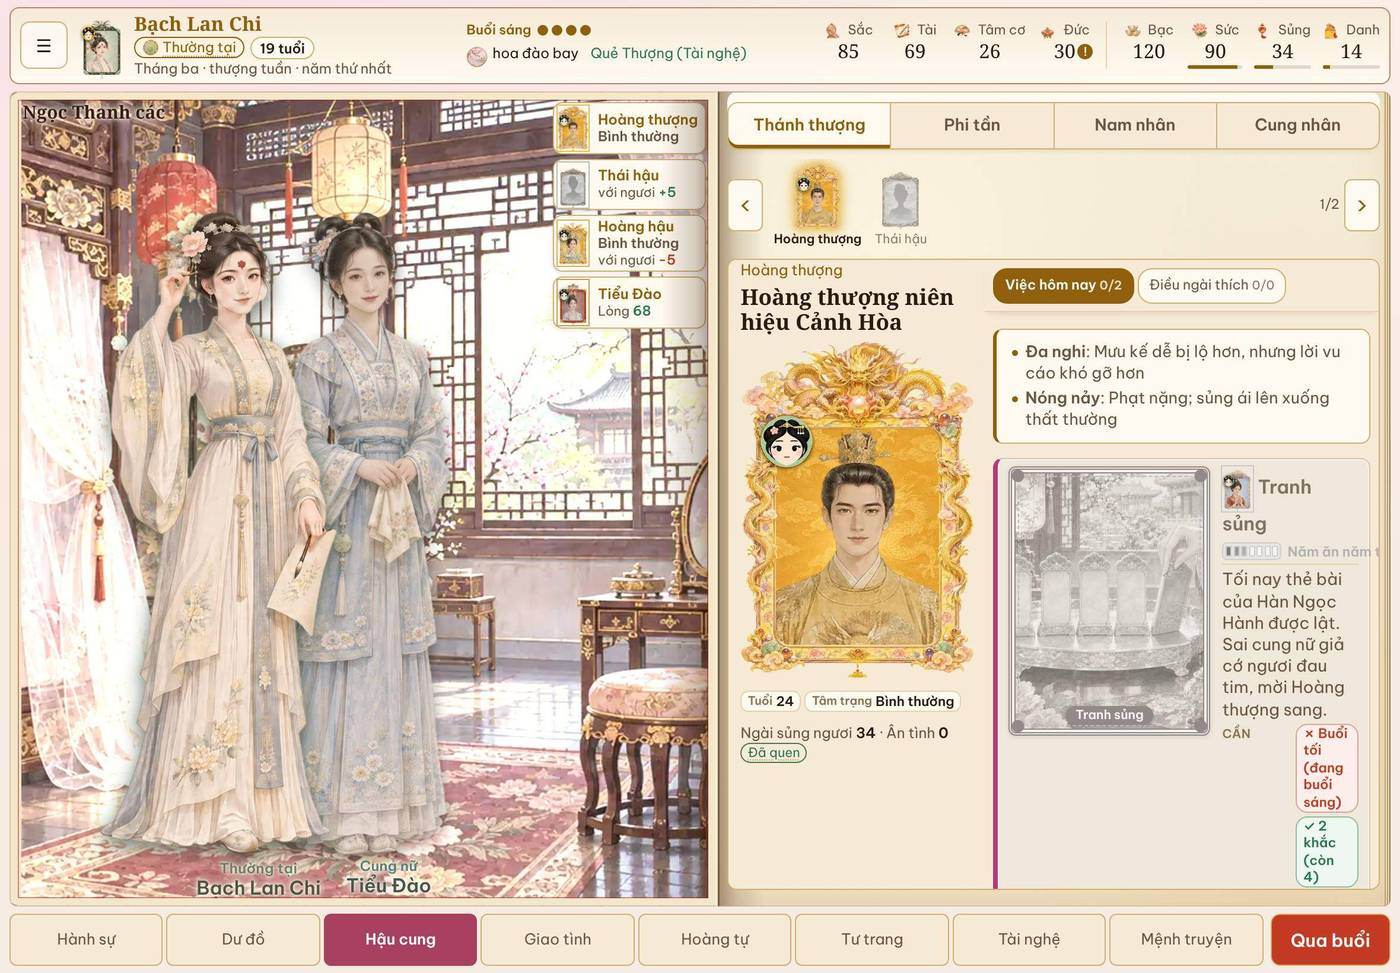 ☰
Bạch Lan Chi
Thường tại
19 tuổi
Tháng ba · thượng tuần · năm thứ nhất
Buổi sáng
hoa đào bay
Quẻ Thượng (Tài nghệ)
Sắc
85
Tài
69
Tâm cơ
26
Đức
30 !
Bạc
120
Sức
90
Sủng
34
Danh
14
Ngọc Thanh các
Hoàng thượng
Bình thường
Thái hậu
với ngươi +5
Hoàng hậu
Bình thường
với ngươi -5
Tiểu Đào
Lòng 68
Thường tại
Bạch Lan Chi
Cung nữ
Tiểu Đào
Thánh thượng
Phi tần
Nam nhân
Cung nhân
‹
Hoàng thượng
Thái hậu
1/2
›
Hoàng thượng
Hoàng thượng niên
hiệu Cảnh Hòa
Tuổi 24
Tâm trạng Bình thường
Ngài sủng ngươi 34 · Ân tình 0
Đã quen
Việc hôm nay 0/2
Điều ngài thích 0/0
• Đa nghi: Mưu kế dễ bị lộ hơn, nhưng lời vu
cáo khó gỡ hơn
• Nóng nảy: Phạt nặng; sủng ái lên xuống
thất thường
Tranh sủng
Tranh
sủng
Năm ăn năm t
Tối nay thẻ bài
của Hàn Ngọc
Hành được lật.
Sai cung nữ giả
cớ ngươi đau
tim, mời Hoàng
thượng sang.
CẦN
× Buổi
tối
(đang
buổi
sáng)
✓ 2
khắc
(còn
4)
Hành sự
Dư đồ
Hậu cung
Giao tình
Hoàng tự
Tư trang
Tài nghệ
Mệnh truyện
Qua buổi